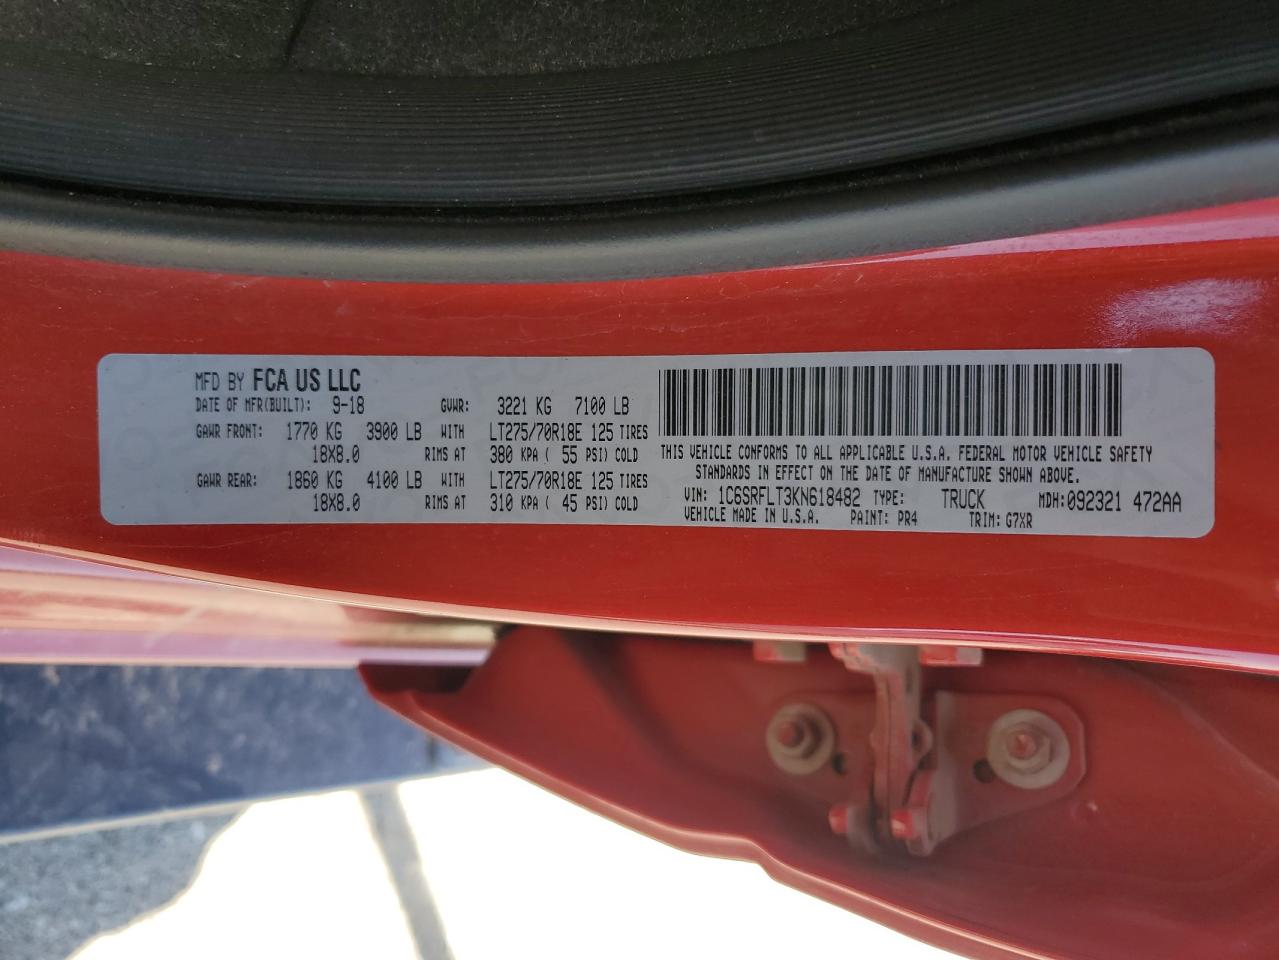 MFD BY FCA US LLC
DATE OF MFR(BUILT): 9-18 GVWR: 3221 KG 7100 LB
GAWR FRONT: 1770 KG 3900 LB WITH LT275/70R18E 125 TIRES
18X8.0 RIMS AT 380 KPA ( 55 PSI) COLD
GAWR REAR: 1860 KG 4100 LB WITH LT275/70R18E 125 TIRES
18X8.0 RIMS AT 310 KPA ( 45 PSI) COLD
THIS VEHICLE CONFORMS TO ALL APPLICABLE U.S.A. FEDERAL MOTOR VEHICLE SAFETY
STANDARDS IN EFFECT ON THE DATE OF MANUFACTURE SHOWN ABOVE.
VIN: 1C6SRFLT3KN618482 TYPE: TRUCK MDH:092321 472AA
VEHICLE MADE IN U.S.A. PAINT: PR4 TRIM: G7XR